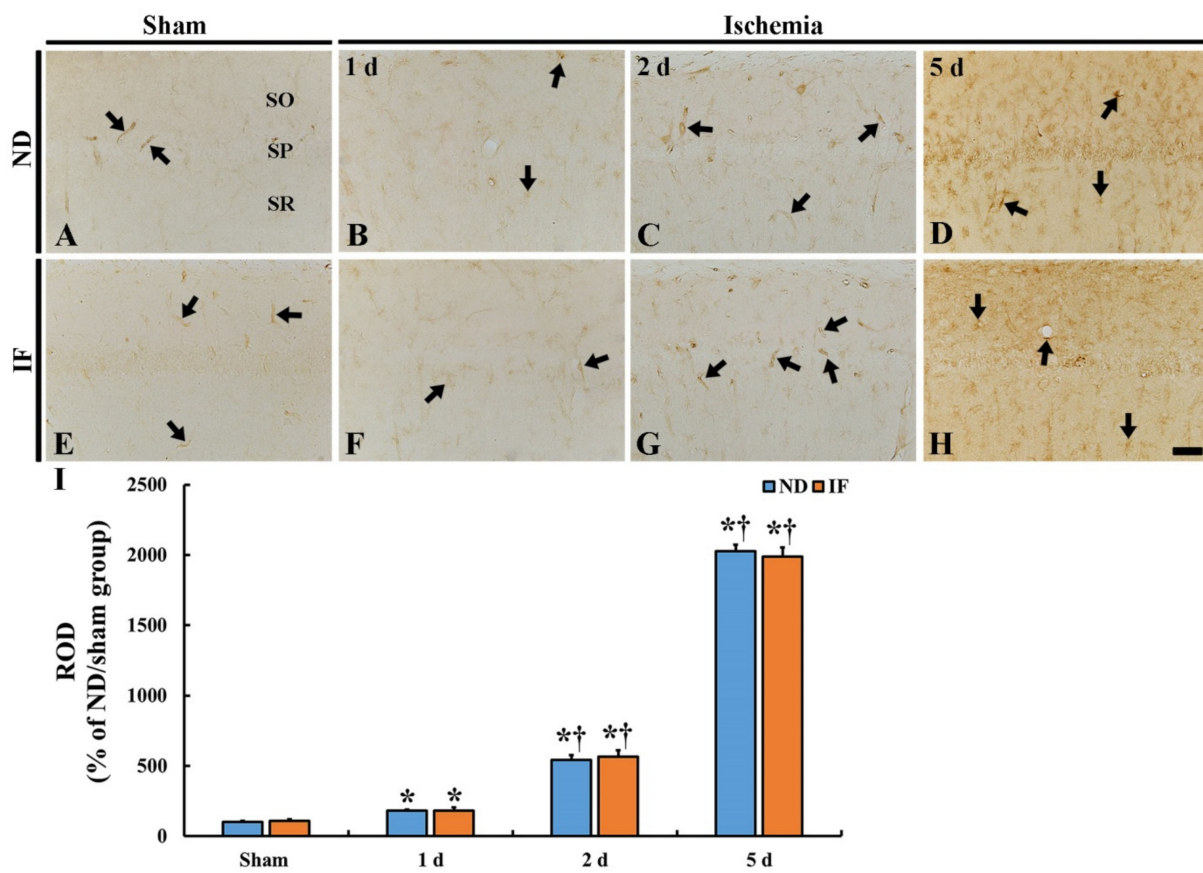 Sham
Ischemia
ND
1 d
2 d
5 d
SO
SP
SR
A
B
C
D
IF
E
F
G
H
I
ND IF
ROD
(% of ND/sham group)
2500
2000
1500
1000
500
0
*†
*†
*†
*†
*
*
Sham
1 d
2 d
5 d